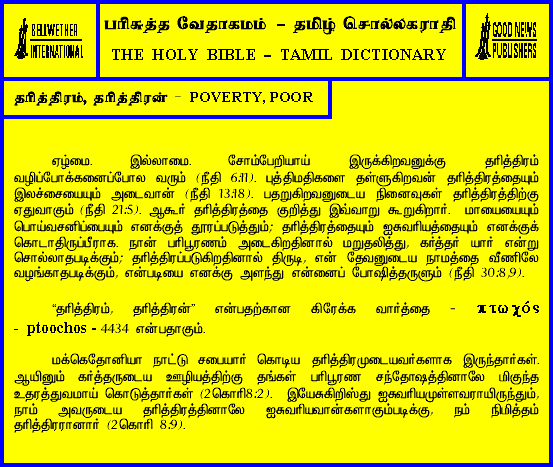 BELLWETHER
INTERNATIONAL
பரிசுத்த வேதாகமம் – தமிழ் சொல்லகராதி
THE HOLY BIBLE – TAMIL DICTIONARY
GOOD NEWS
PUBLISHERS
தரித்திரம், தரித்திரன் – POVERTY, POOR
ஏழ்மை. இல்லாமை. சோம்பேறியாய் இருக்கிறவனுக்கு தரித்திரம்
வழிப்போக்கனைப்போல வரும் (நீதி 6:11). புத்திமதிகளை தள்ளுகிறவன் தரித்திரத்தையும்
இலச்சையையும் அடைவான் (நீதி 13:18). பதறுகிறவனுடைய நினைவுகள் தரித்திரத்திற்கு
ஏதுவாகும் (நீதி 21:5). ஆகூர் தரித்திரத்தை குறித்து இவ்வாறு கூறுகிறார். மாயையையும்
பொய்வசனிப்பையும் எனக்குத் தூரப்படுத்தும்; தரித்திரத்தையும் ஐசுவரியத்தையும் எனக்குக்
கொடாதிருப்பீராக. நான் பரிபூரணம் அடைகிறதினால் மறுதலித்து, கர்த்தர் யார் என்று
சொல்லாதபடிக்கும்; தரித்திரப்படுகிறதினால் திருடி, என் தேவனுடைய நாமத்தை வீணிலே
வழங்காதபடிக்கும், என்படியை எனக்கு அளந்து என்னைப் போஷித்தருளும் (நீதி 30:8,9).
“தரித்திரம், தரித்திரன்” என்பதற்கான கிரேக்க வார்த்தை - πτωχός
- ptoochos - 4434 என்பதாகும்.
மக்கெதோனியா நாட்டு சபையார் கொடிய தரித்திரமுடையவர்களாக இருந்தார்கள்.
ஆயினும் கர்த்தருடைய ஊழியத்திற்கு தங்கள் பரிபூரண சந்தோஷத்தினாலே மிகுந்த
உதாரத்துவமாய் கொடுத்தார்கள் (2கொரி8:2). இயேசுகிறிஸ்து ஐசுவரியமுள்ளவராயிருந்தும்,
நாம் அவருடைய தரித்திரத்தினாலே ஐசுவரியவான்களாகும்படிக்கு, நம் நிமித்தம்
தரித்திரரானார் (2கொரி 8:9).